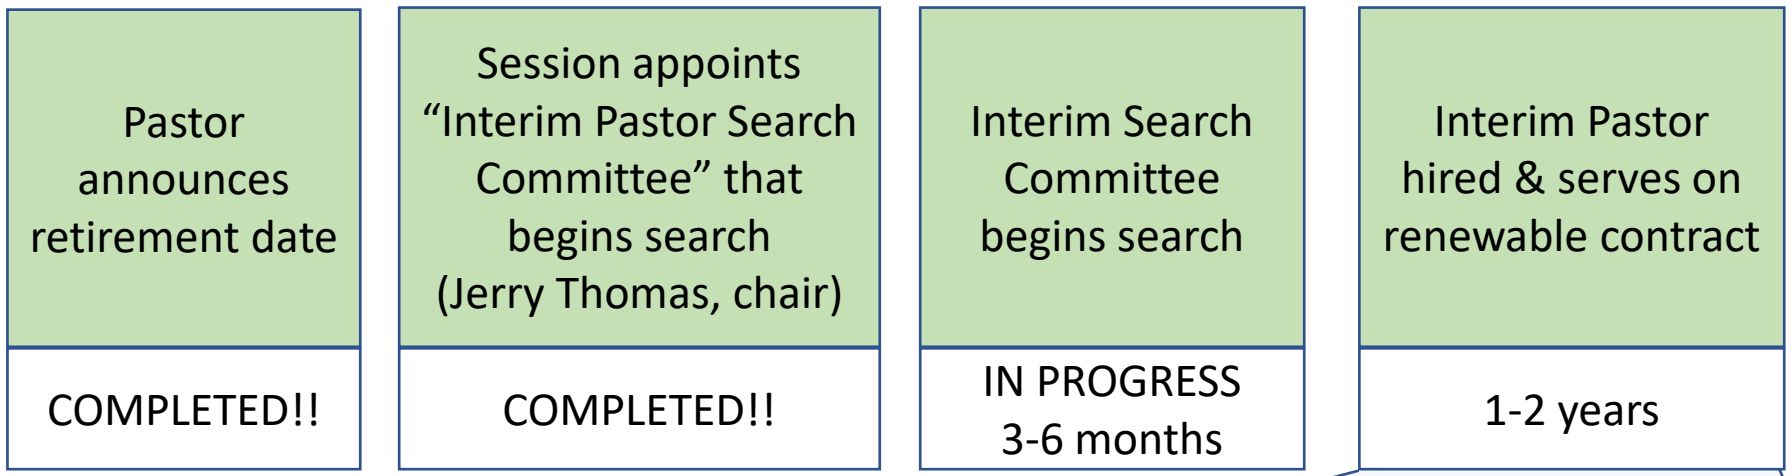 Pastor
announces
retirement date
COMPLETED!!
Session appoints
“Interim Pastor Search
Committee” that
begins search
(Jerry Thomas, chair)
COMPLETED!!
Interim Search
Committee
begins search
IN PROGRESS
3-6 months
Interim Pastor
hired & serves on
renewable contract
1-2 years